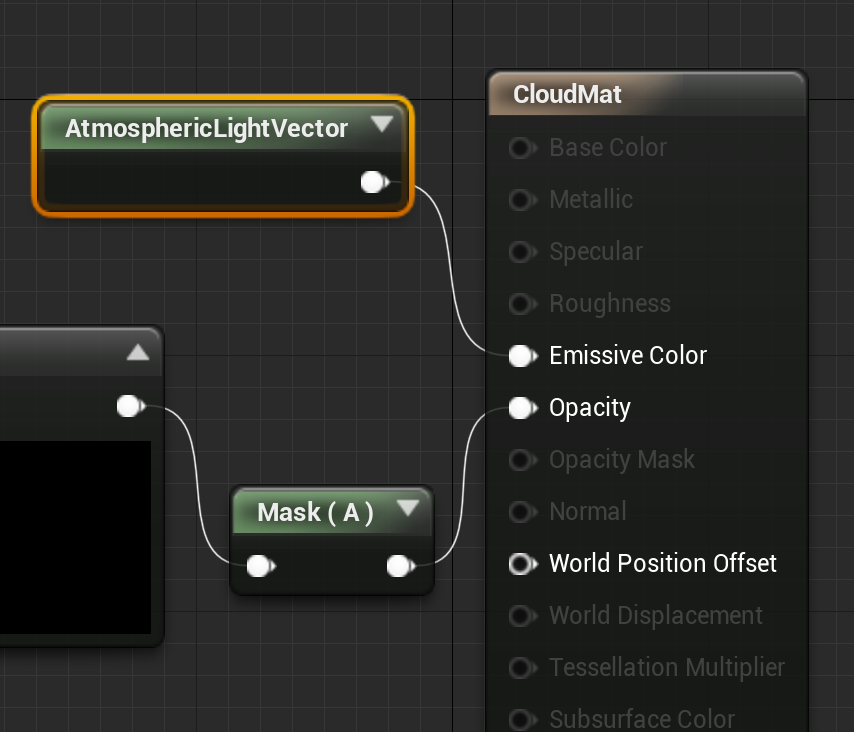 AtmosphericLightVector
CloudMat
Base Color
Metallic
Specular
Roughness
Emissive Color
Opacity
Opacity Mask
Normal
World Position Offset
World Displacement
Tessellation Multiplier
Subsurface Color
Mask ( A )